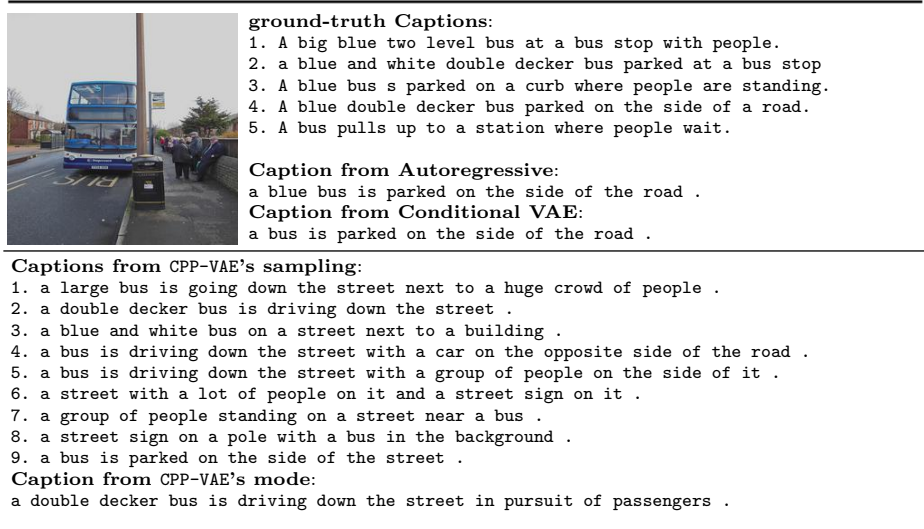 ground-truth Captions:
1. A big blue two level bus at a bus stop with people.
2. a blue and white double decker bus parked at a bus stop
3. A blue bus s parked on a curb where people are standing.
4. A blue double decker bus parked on the side of a road.
5. A bus pulls up to a station where people wait.
Caption from Autoregressive:
a blue bus is parked on the side of the road .
Caption from Conditional VAE:
a bus is parked on the side of the road .
BUS
Captions from CPP-VAE's sampling:
1. a large bus is going down the street next to a huge crowd of people .
2. a double decker bus is driving down the street .
3. a blue and white bus on a street next to a building .
4. a bus is driving down the street with a car on the opposite side of the road .
5. a bus is driving down the street with a group of people on the side of it .
6. a street with a lot of people on it and a street sign on it .
7. a group of people standing on a street near a bus .
8. a street sign on a pole with a bus in the background .
9. a bus is parked on the side of the street .
Caption from CPP-VAE's mode:
a double decker bus is driving down the street in pursuit of passengers .